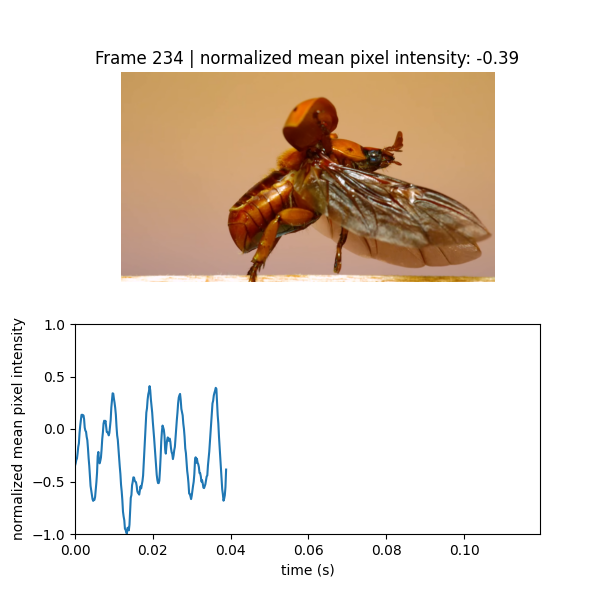 Frame 234 | normalized mean pixel intensity: -0.39
normalized mean pixel intensity
1.0
0.5
0.0
−0.5
−1.0
0.00 0.02 0.04 0.06 0.08 0.10
time (s)